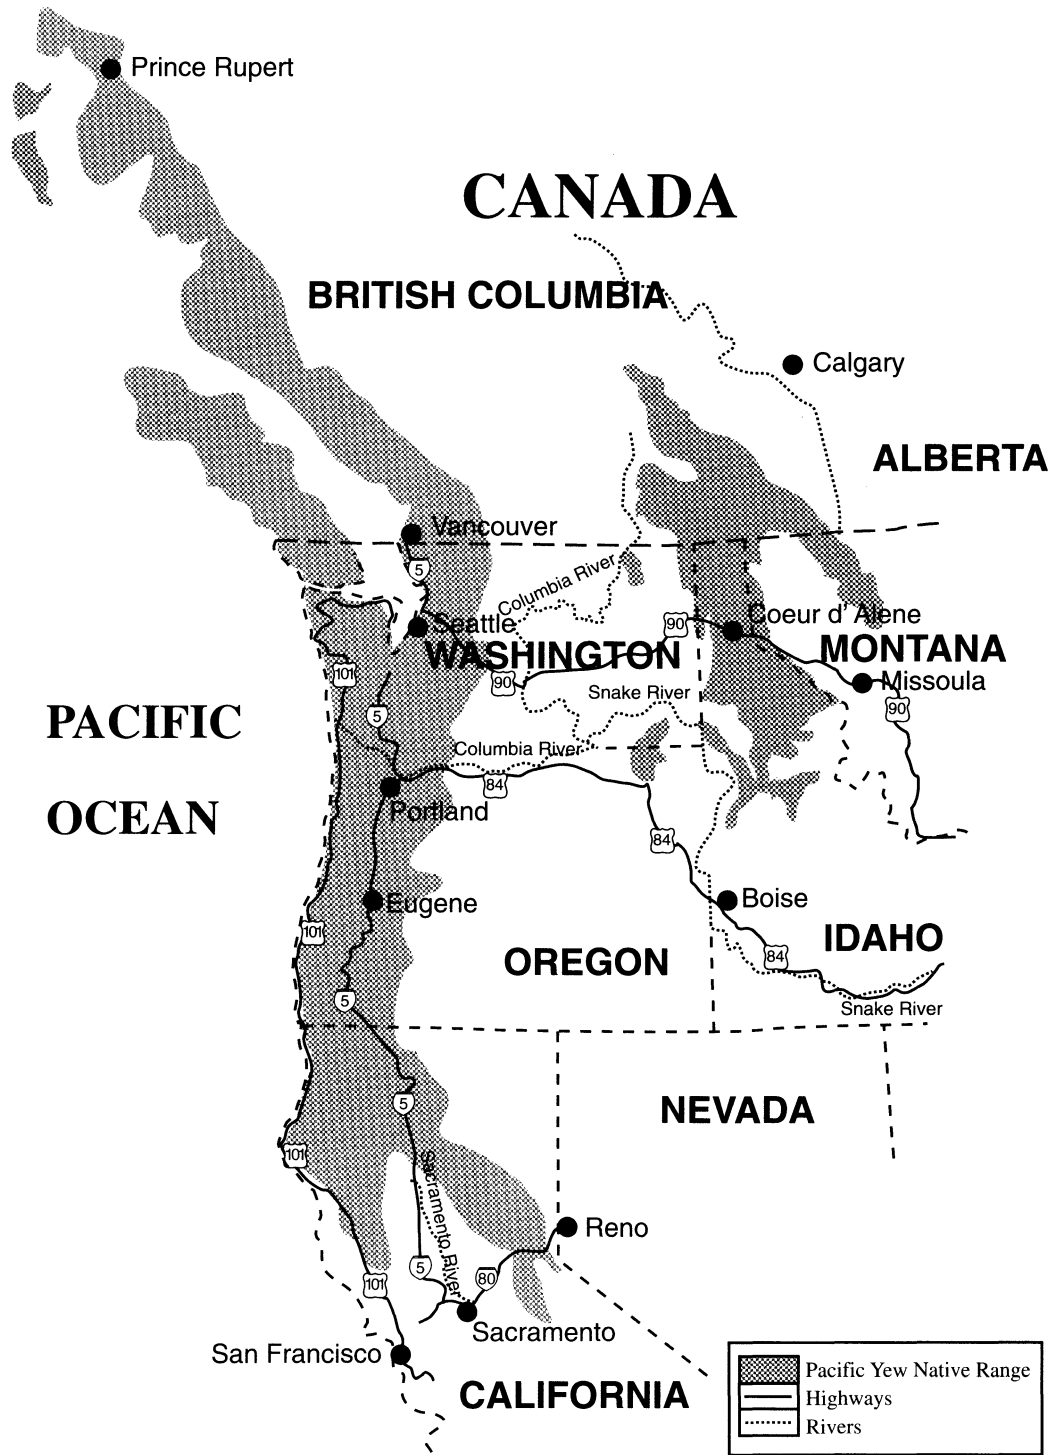 Prince Rupert
CANADA
BRITISH COLUMBIA
Calgary
ALBERTA
Vancouver
5
Columbia River
Seattle
90
Coeur d' Alene
WASHINGTON
MONTANA
101
90
Snake River
Missoula
90
PACIFIC
OCEAN
5
Columbia River
84
Portland
84
Eugene
Boise
101
OREGON
IDAHO
84
5
Snake River
5
NEVADA
101
Sacramento River
Reno
5
80
101
Sacramento
San Francisco
CALIFORNIA
Pacific Yew Native Range
Highways
Rivers